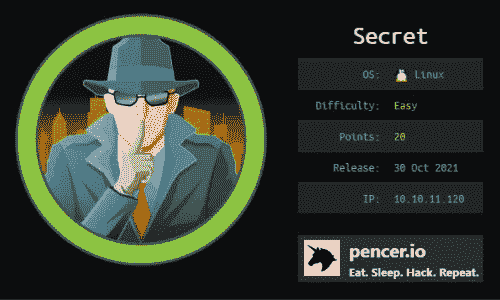 Secret
OS: Linux
Difficulty: Easy
Points: 20
Release: 30 Oct 2021
IP: 10.10.11.120
pencer.io
Eat. Sleep. Hack. Repeat.